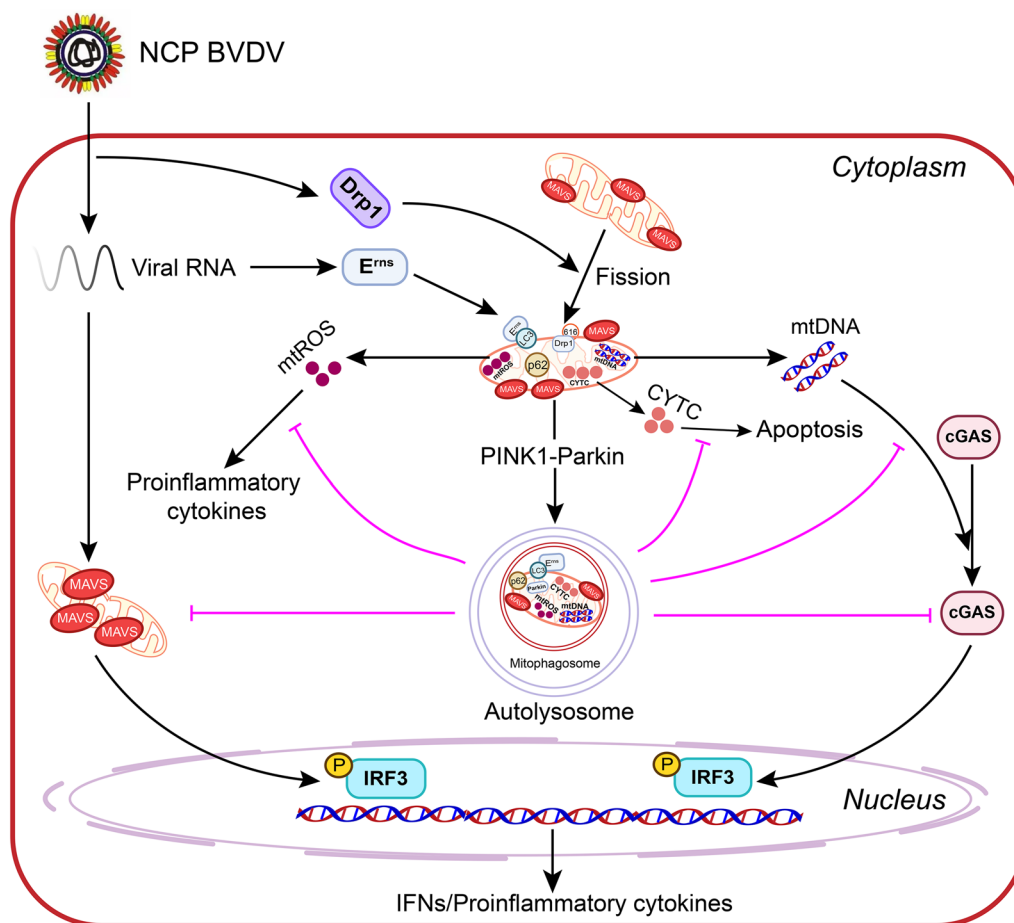 NCP BVDV
Cytoplasm
MAVS
MAVS
MAVS
Drp1
Viral RNA
Erns
Fission
Erns
LC3
616
Drp1
MAVS
mtROS
p62
CYTC
mtDNA
MAVS
MAVS
mtROS
mtDNA
CYTC
Apoptosis
cGAS
PINK1-Parkin
Proinflammatory
cytokines
Erns
LC3
p62
Parkin
CYTC
MAVS
MAVS
mtROS
mtDNA
Mitophagosome
Autolysosome
MAVS
MAVS
MAVS
cGAS
P
IRF3
P
IRF3
Nucleus
IFNs/Proinflammatory cytokines